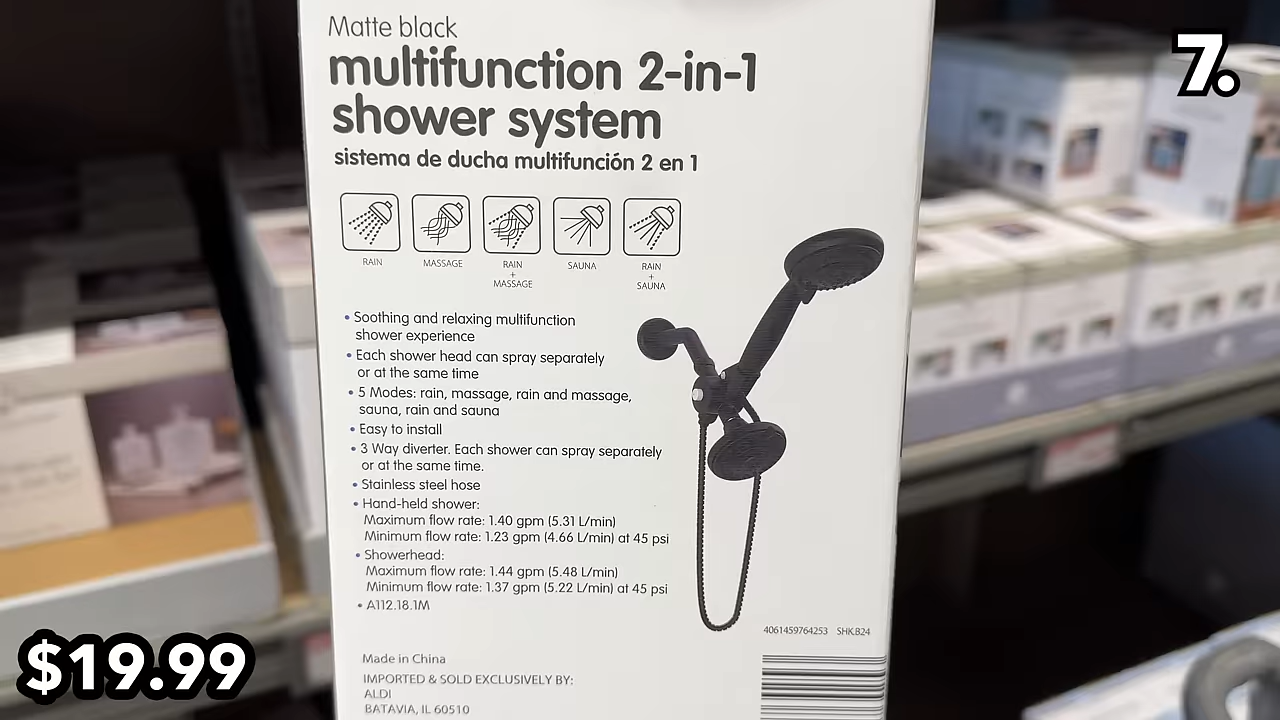 7.
Matte black
multifunction 2-in-1
shower system
sistema de ducha multifunción 2 en 1
RAIN
MASSAGE
RAIN
+
MASSAGE
SAUNA
RAIN
+
SAUNA
• Soothing and relaxing multifunction
shower experience
• Each shower head can spray separately
or at the same time
• 5 Modes: rain, massage, rain and massage,
sauna, rain and sauna
• Easy to install
• 3 Way diverter. Each shower can spray separately
or at the same time.
• Stainless steel hose
• Hand-held shower:
Maximum flow rate: 1.40 gpm (5.31 L/min)
Minimum flow rate: 1.23 gpm (4.66 L/min) at 45 psi
• Showerhead:
Maximum flow rate: 1.44 gpm (5.48 L/min)
Minimum flow rate: 1.37 gpm (5.22 L/min) at 45 psi
• A112.18.1M
4061459764253 SHK.B24
Made in China
IMPORTED & SOLD EXCLUSIVELY BY:
ALDI
BATAVIA, IL 60510
$19.99